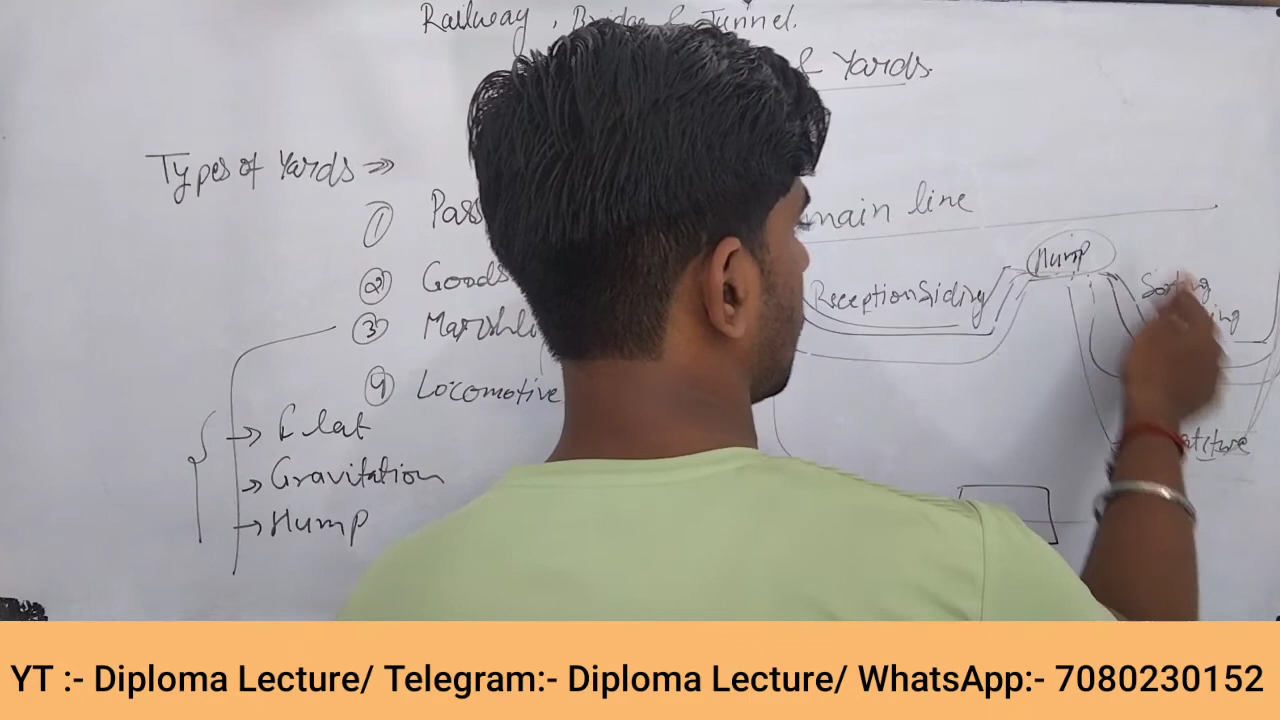 Railway, Bridge & Tunnel.
& Yards
Types of Yards
① Pass
② Goods
③ Marshli
④ Locomotive
→ Flat
→ Gravitation
→ Hump
main line
Hump
Reception Siding
Sorting
YT :- Diploma Lecture/ Telegram:- Diploma Lecture/ WhatsApp:- 7080230152